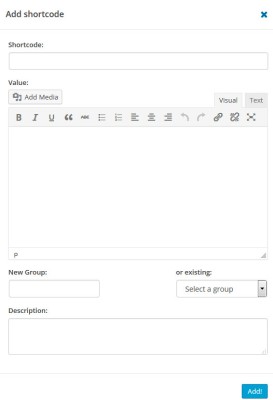 Add shortcode ×
Shortcode:
Value:
Add Media
Visual Text
B I U “ ABC
P
New Group: or existing:
Select a group
Description:
Add!